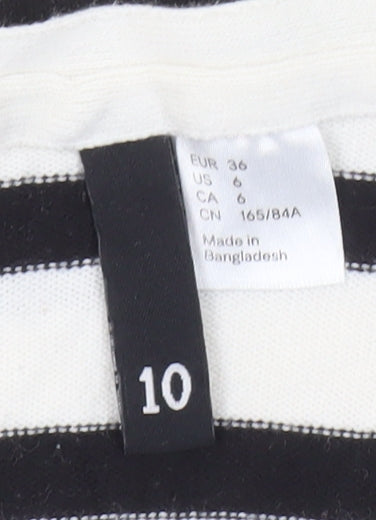 EUR 36
US 6
CA 6
CN 165/84A
Made in
Bangladesh
10